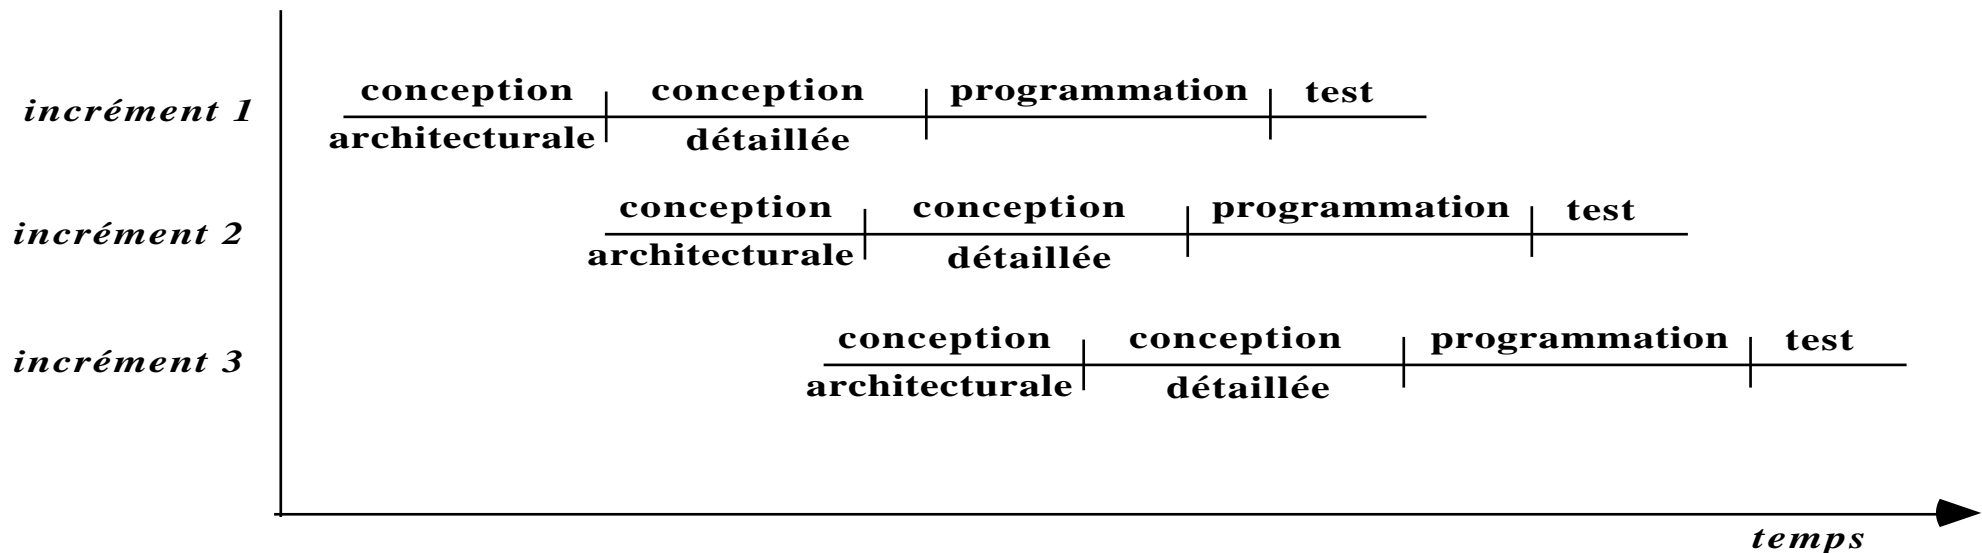 conception conception programmation test
incrément 1
architecturale détaillée
conception conception programmation test
incrément 2
architecturale détaillée
conception conception programmation test
incrément 3
architecturale détaillée
temps